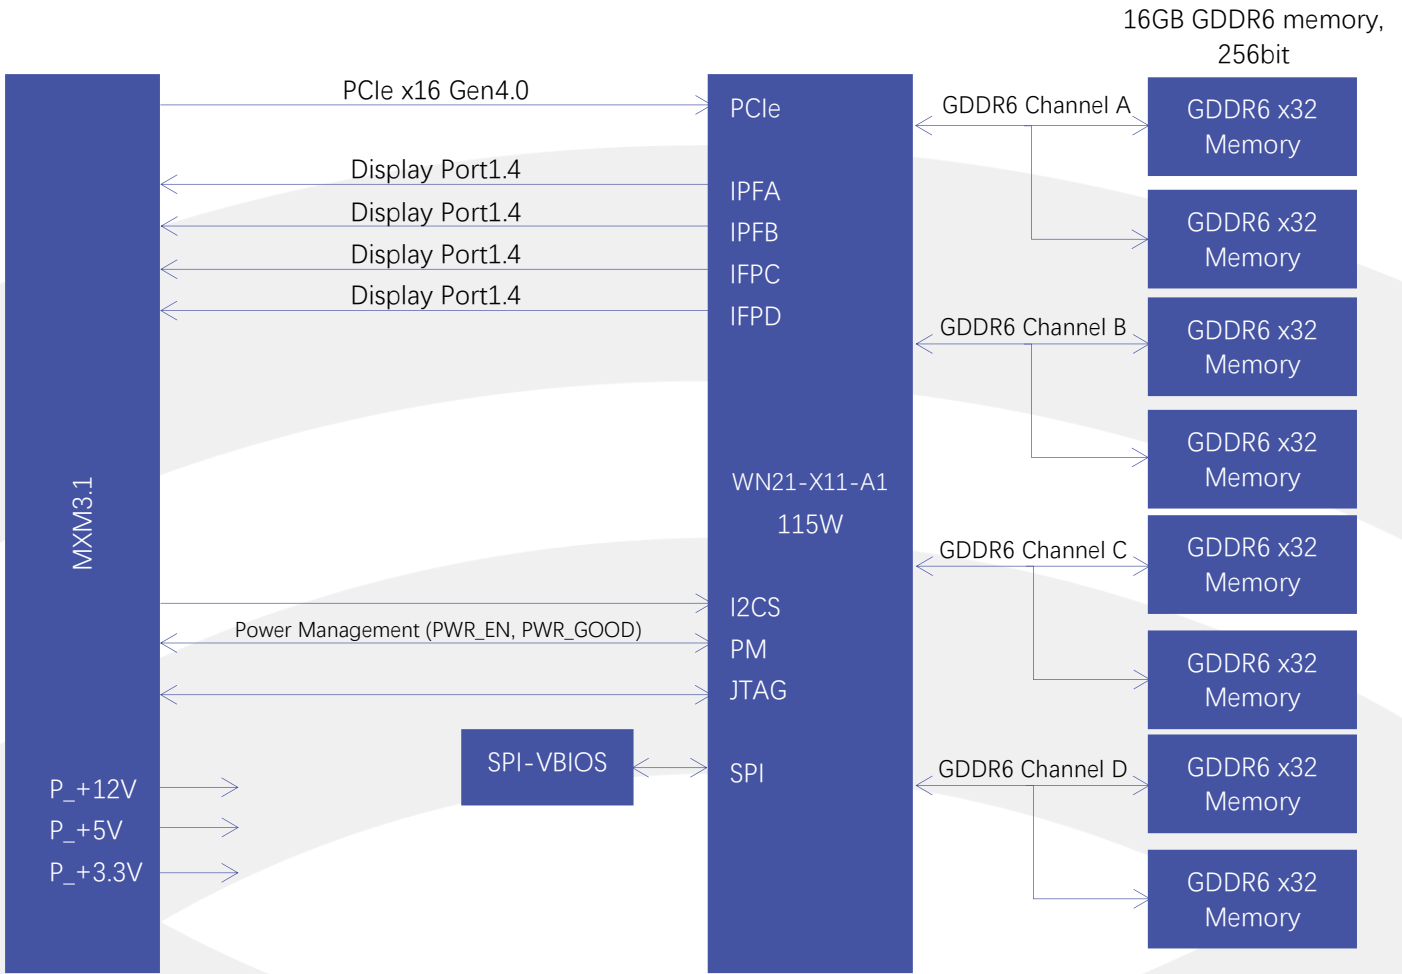 16GB GDDR6 memory,
256bit
MXM3.1
P_+12V
P_+5V
P_+3.3V
PCIe x16 Gen4.0
Display Port1.4
Display Port1.4
Display Port1.4
Display Port1.4
Power Management (PWR_EN, PWR_GOOD)
SPI-VBIOS
PCIe
IPFA
IPFB
IFPC
IFPD
WN21-X11-A1
115W
I2CS
PM
JTAG
SPI
GDDR6 Channel A
GDDR6 Channel B
GDDR6 Channel C
GDDR6 Channel D
GDDR6 x32
Memory
GDDR6 x32
Memory
GDDR6 x32
Memory
GDDR6 x32
Memory
GDDR6 x32
Memory
GDDR6 x32
Memory
GDDR6 x32
Memory
GDDR6 x32
Memory